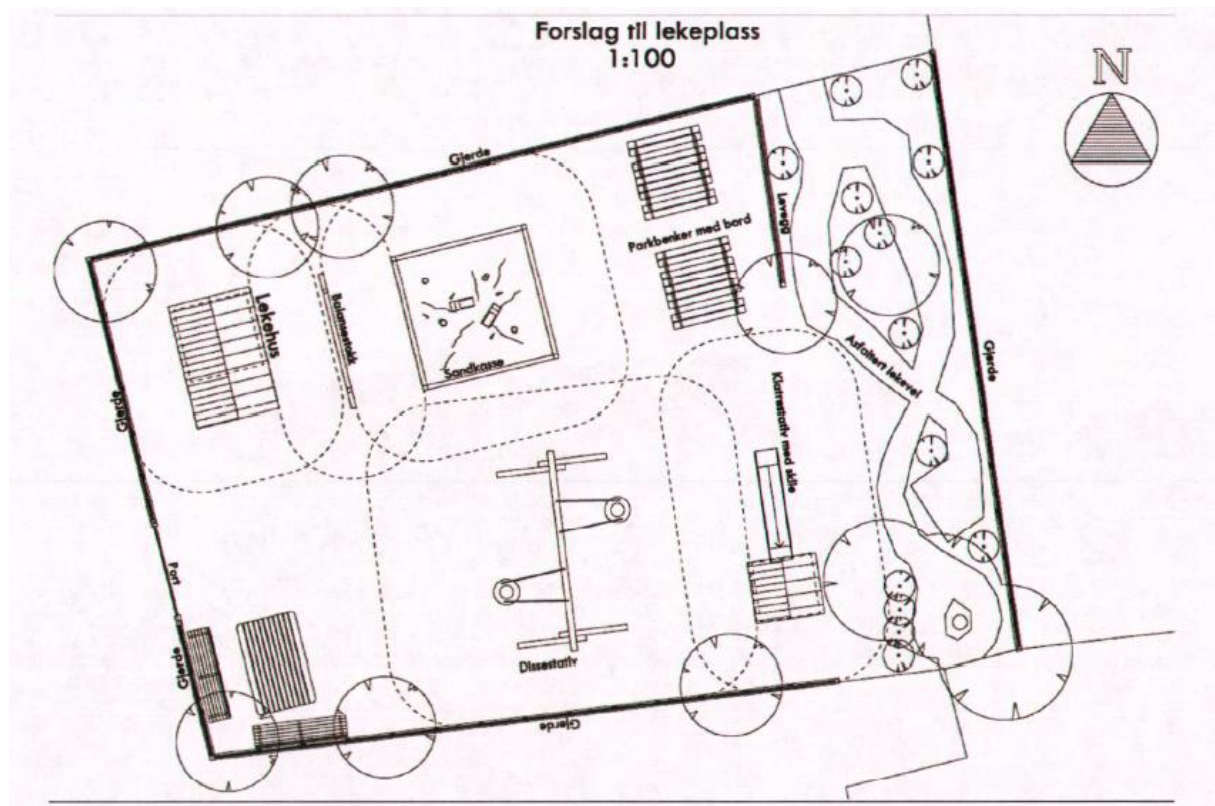 Forslag til lekeplass
1:100
N
Gjerde
Levegg
Parkbenker med bord
Lekehus
Balansestokk
Sandkasse
Asfaltert lekevei
Gjerde
Gjerde
Klatrestativ med sklie
Port
Gjerde
Dissestativ
Gjerde